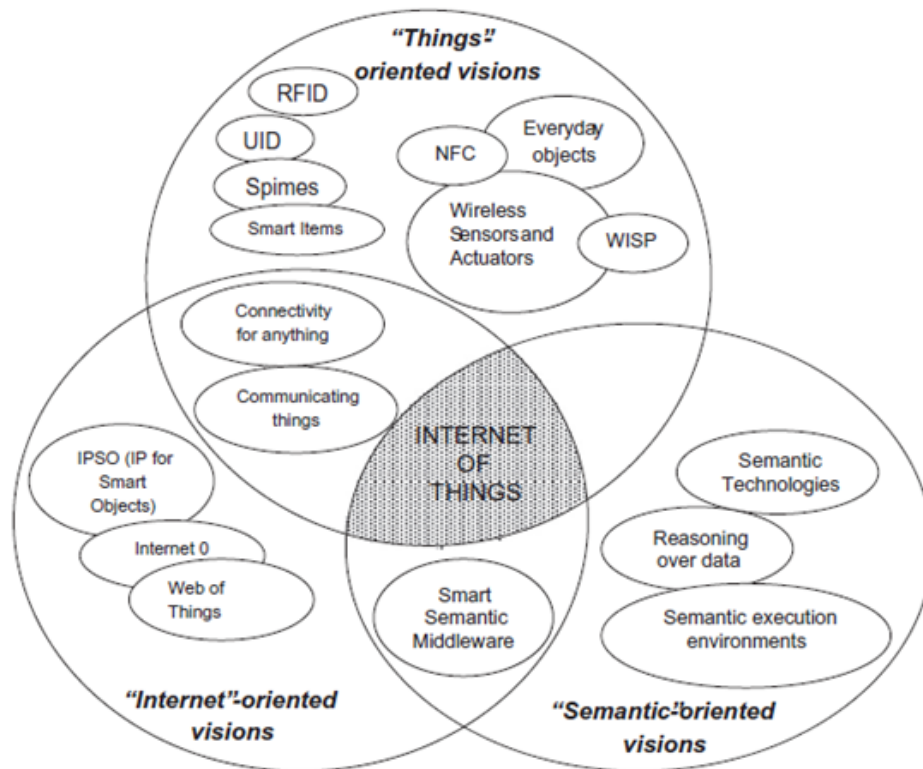 “Things”-
oriented visions
RFID
UID
Spimes
Smart Items
NFC
Everyday
objects
Wireless
Sensors and
Actuators
WISP
Connectivity
for anything
Communicating
things
INTERNET
OF
THINGS
IPSO (IP for
Smart
Objects)
Internet 0
Web of
Things
Semantic
Technologies
Reasoning
over data
Semantic execution
environments
Smart
Semantic
Middleware
“Internet”-oriented
visions
“Semantic”-oriented
visions